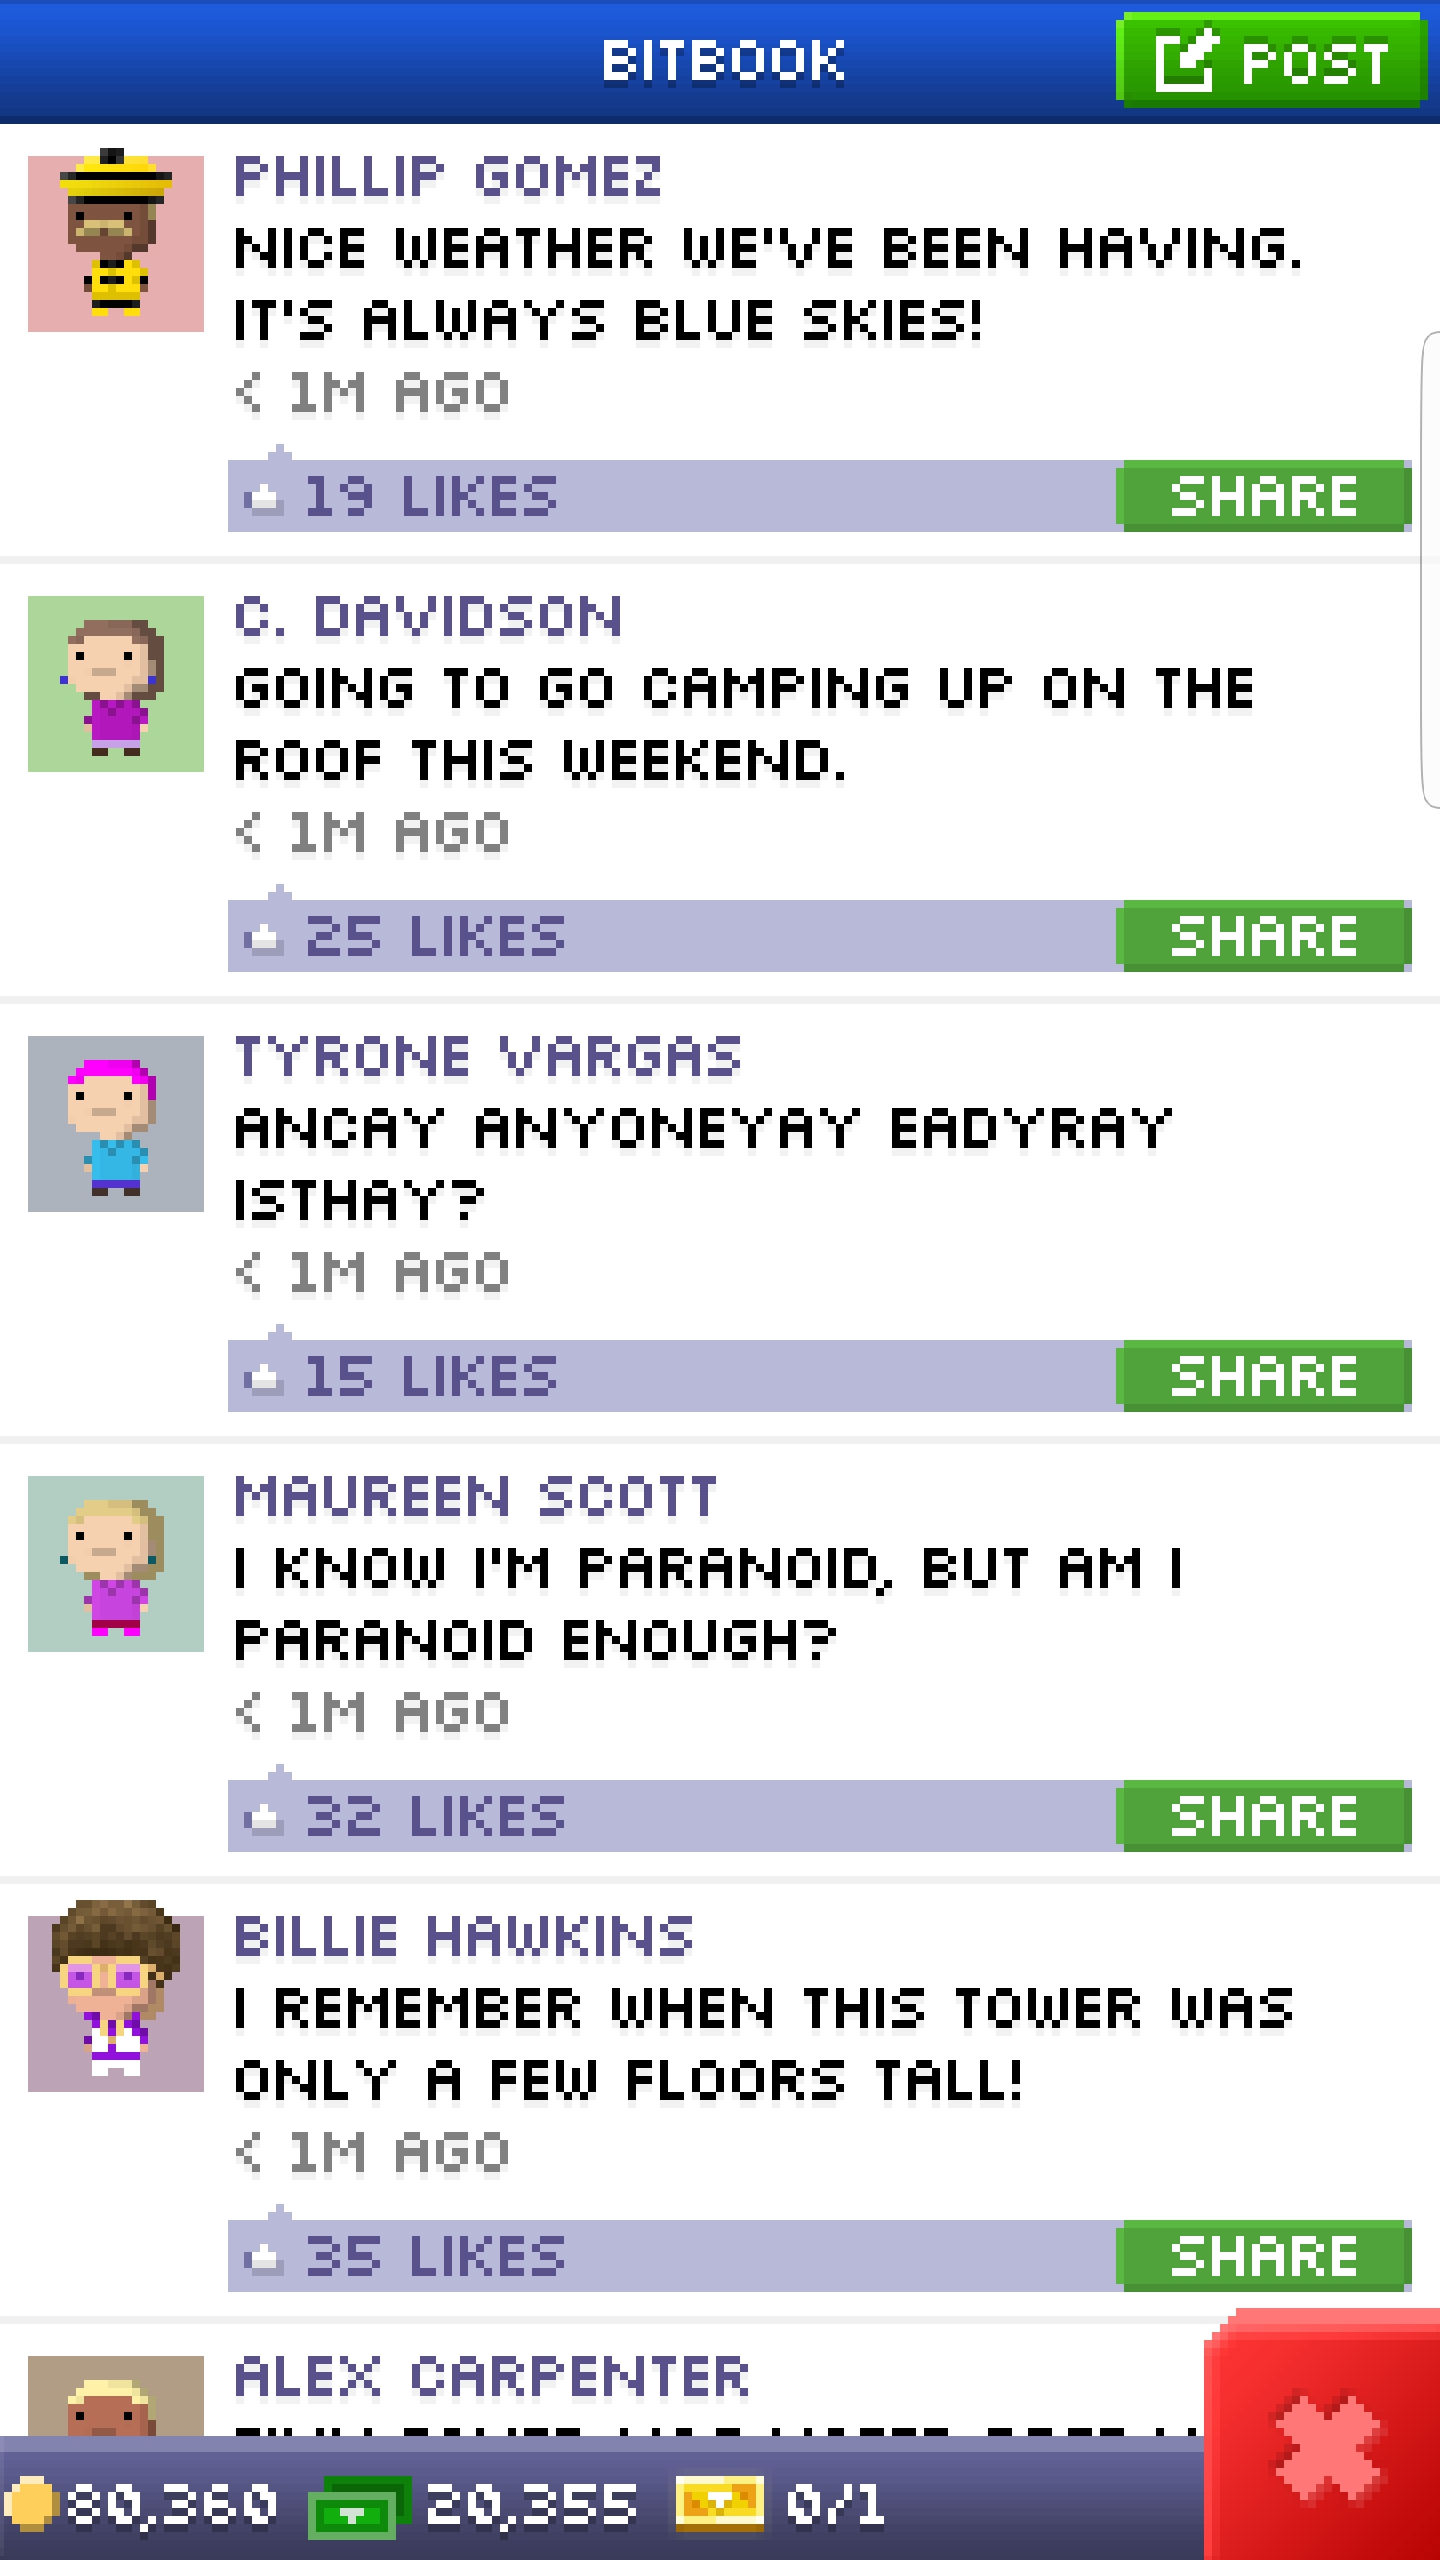 BITBOOK
POST
PHILLIP GOMEZ
NICE WEATHER WE'VE BEEN HAVING.
IT'S ALWAYS BLUE SKIES!
< 1M AGO
19 LIKES
SHARE
C. DAVIDSON
GOING TO GO CAMPING UP ON THE
ROOF THIS WEEKEND.
< 1M AGO
25 LIKES
SHARE
TYRONE VARGAS
ANCAY ANYONEYAY EADYRAY
ISTHAY?
< 1M AGO
15 LIKES
SHARE
MAUREEN SCOTT
I KNOW I'M PARANOID, BUT AM I
PARANOID ENOUGH?
< 1M AGO
32 LIKES
SHARE
BILLIE HAWKINS
I REMEMBER WHEN THIS TOWER WAS
ONLY A FEW FLOORS TALL!
< 1M AGO
35 LIKES
SHARE
ALEX CARPENTER
80,360
20,355
0/1